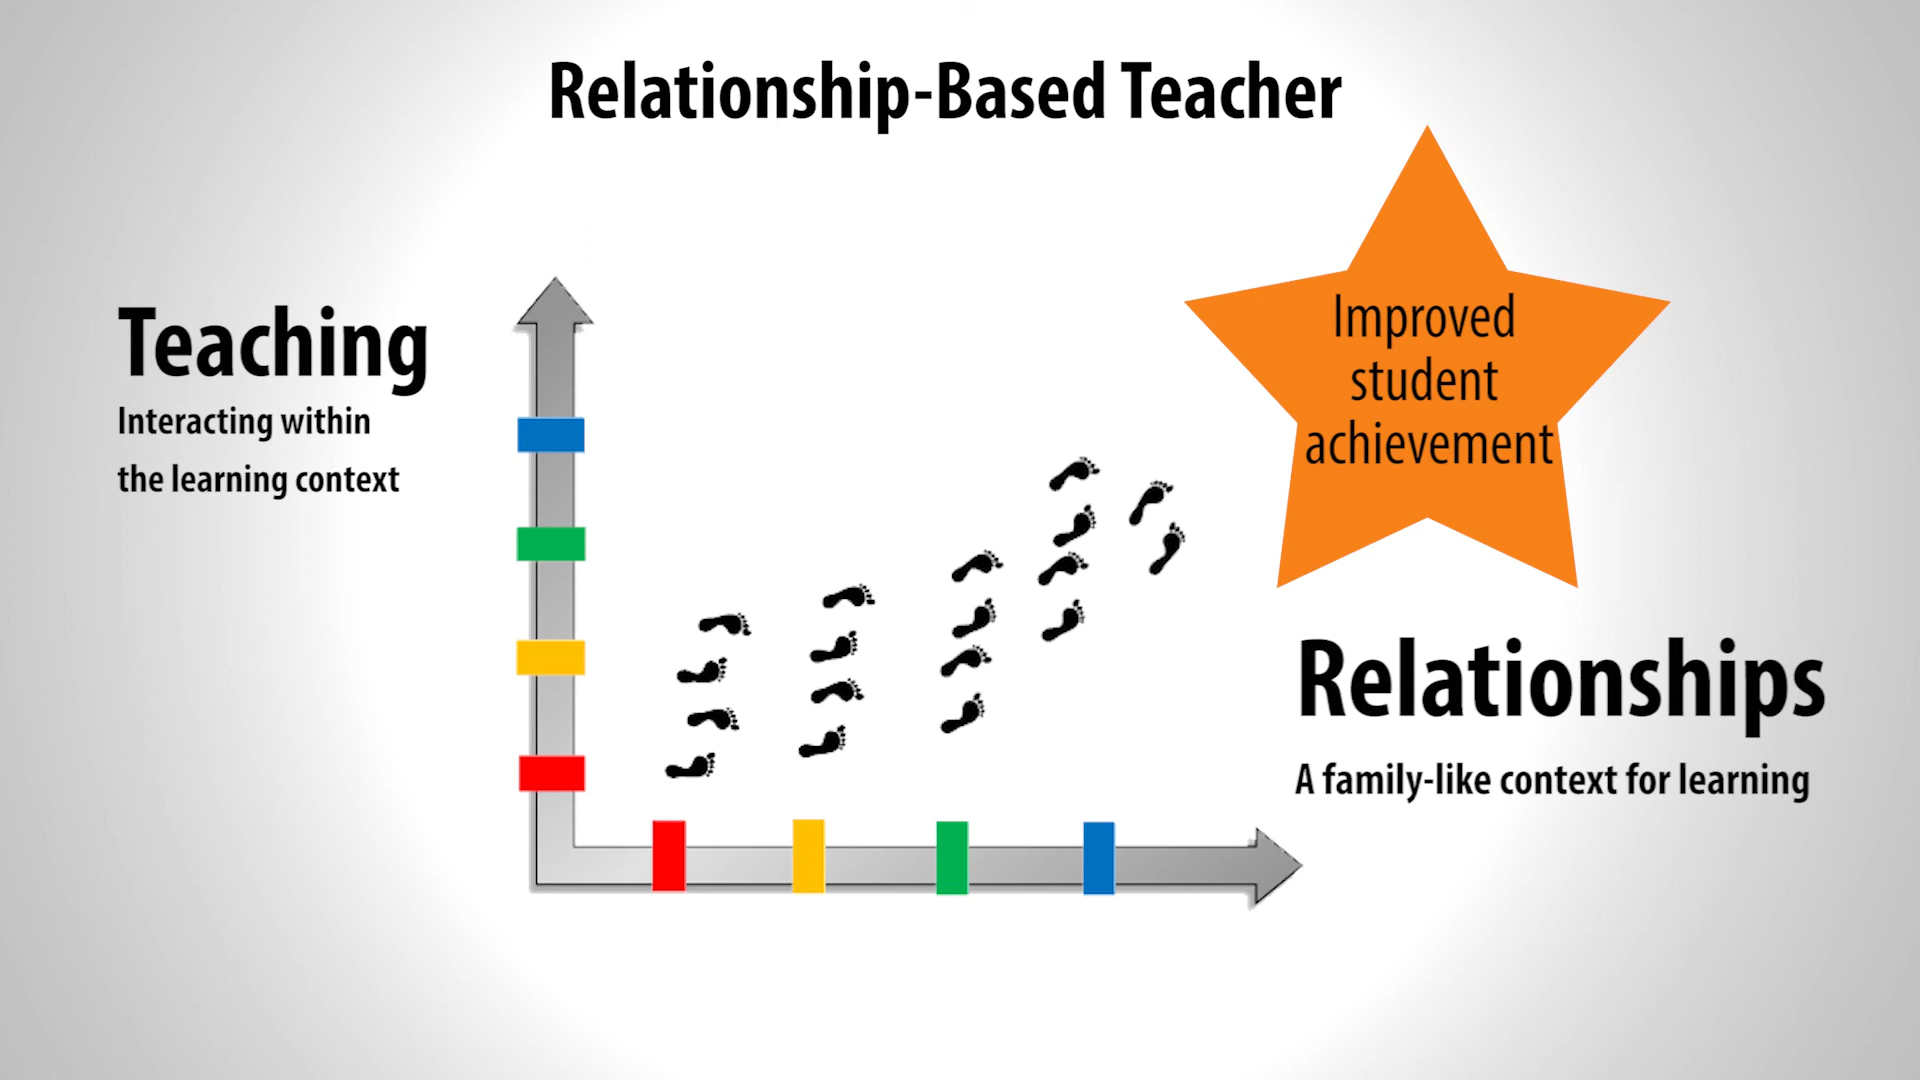 Relationship-Based Teacher
Teaching
Interacting within
the learning context
Improved
student
achievement
Relationships
A family-like context for learning